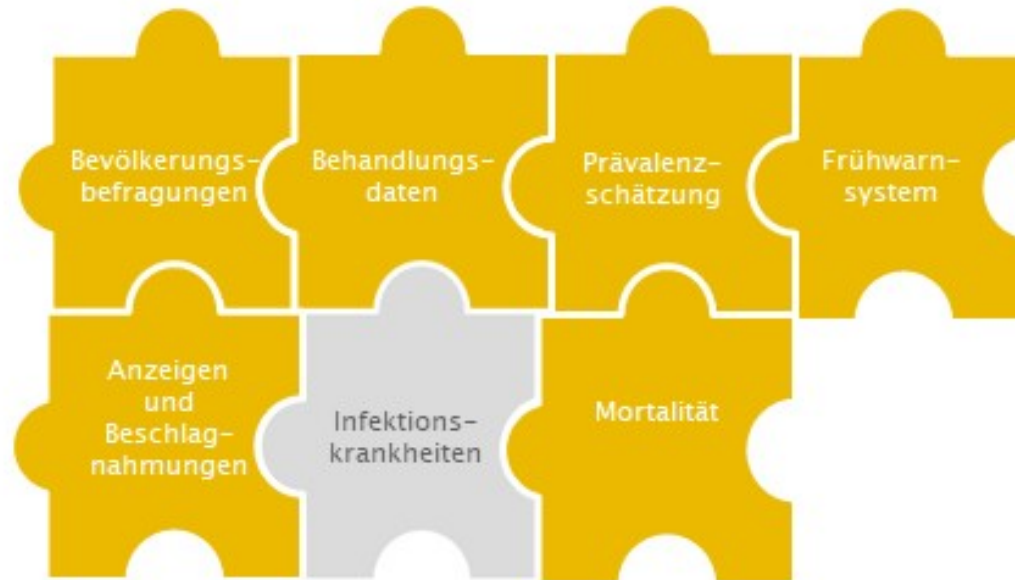 Bevölkerungs-
befragungen
Behandlungs-
daten
Prävalenz-
schätzung
Frühwarn-
system
Anzeigen
und
Beschlag-
nahmungen
Infektions-
krankheiten
Mortalität